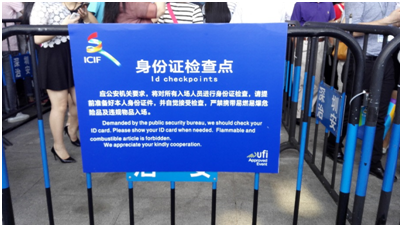 ICIF
身份证检查点
Id checkpoints
应公安机关要求，将对所有入场人员进行身份证检查，请提
前准备好本人身份证件，并自觉接受检查，严禁携带易燃易爆危
险品及违规物品入场。
Demanded by the public security bureau, we should check your
ID card. Please show your ID card when needed. Flammable and
combustible article is forbidden.
We appreciate your kindly cooperation.
ufi
Approved
Event